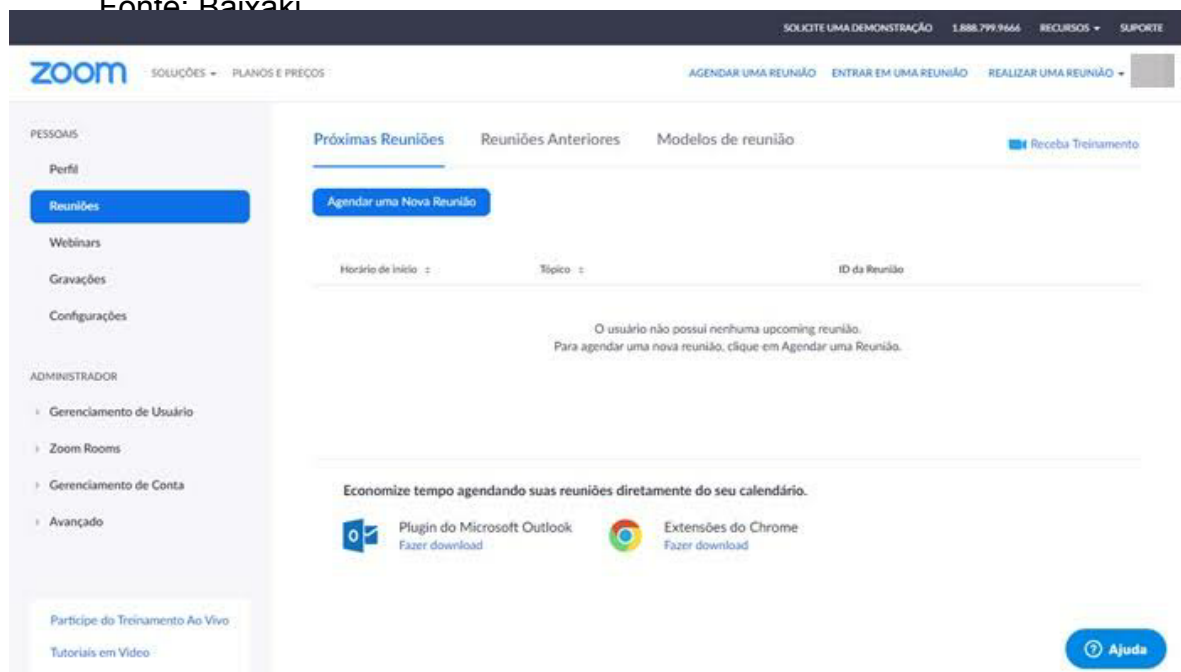 Fonte: Baixaki
SOLICITE UMA DEMONSTRAÇÃO 1.888.799.9666 RECURSOS SUPORTE
zoom SOLUÇÕES PLANOS E PREÇOS AGENDAR UMA REUNIÃO ENTRAR EM UMA REUNIÃO REALIZAR UMA REUNIÃO
PESSOAIS
Perfil
Reuniões
Webinars
Gravações
Configurações
ADMINISTRADOR
Gerenciamento de Usuário
Zoom Rooms
Gerenciamento de Conta
Avançado
Participe do Treinamento Ao Vivo
Tutoriais em Vídeo
Próximas Reuniões Reuniões Anteriores Modelos de reunião Receba Treinamento
Agendar uma Nova Reunião
Horário de início Tópico ID da Reunião
O usuário não possui nenhuma upcoming reunião.
Para agendar uma nova reunião, clique em Agendar uma Reunião.
Economize tempo agendando suas reuniões diretamente do seu calendário.
Plugin do Microsoft Outlook Extensões do Chrome
Fazer download Fazer download
Ajuda